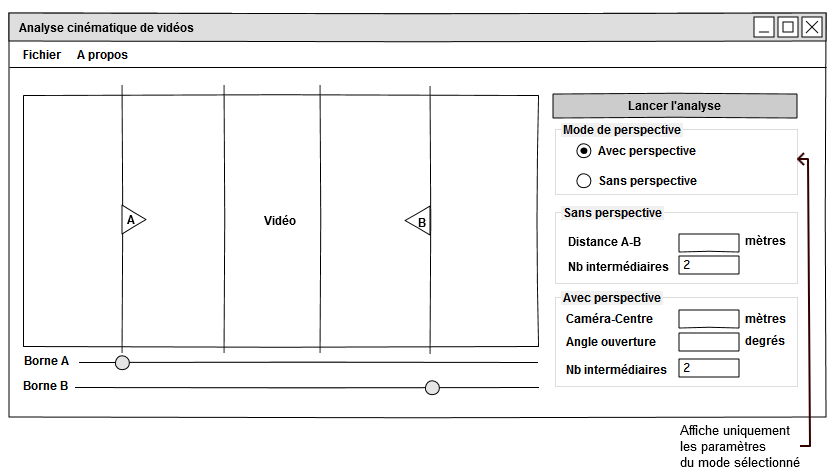 Analyse cinématique de vidéos
Fichier A propos
Lancer l'analyse
Mode de perspective
Avec perspective
Sans perspective
A
Vidéo
B
Sans perspective
Distance A-B mètres
Nb intermédiaires 2
Avec perspective
Caméra-Centre mètres
Angle ouverture degrés
Nb intermédiaires 2
Borne A
Borne B
Affiche uniquement
les paramètres
du mode sélectionné